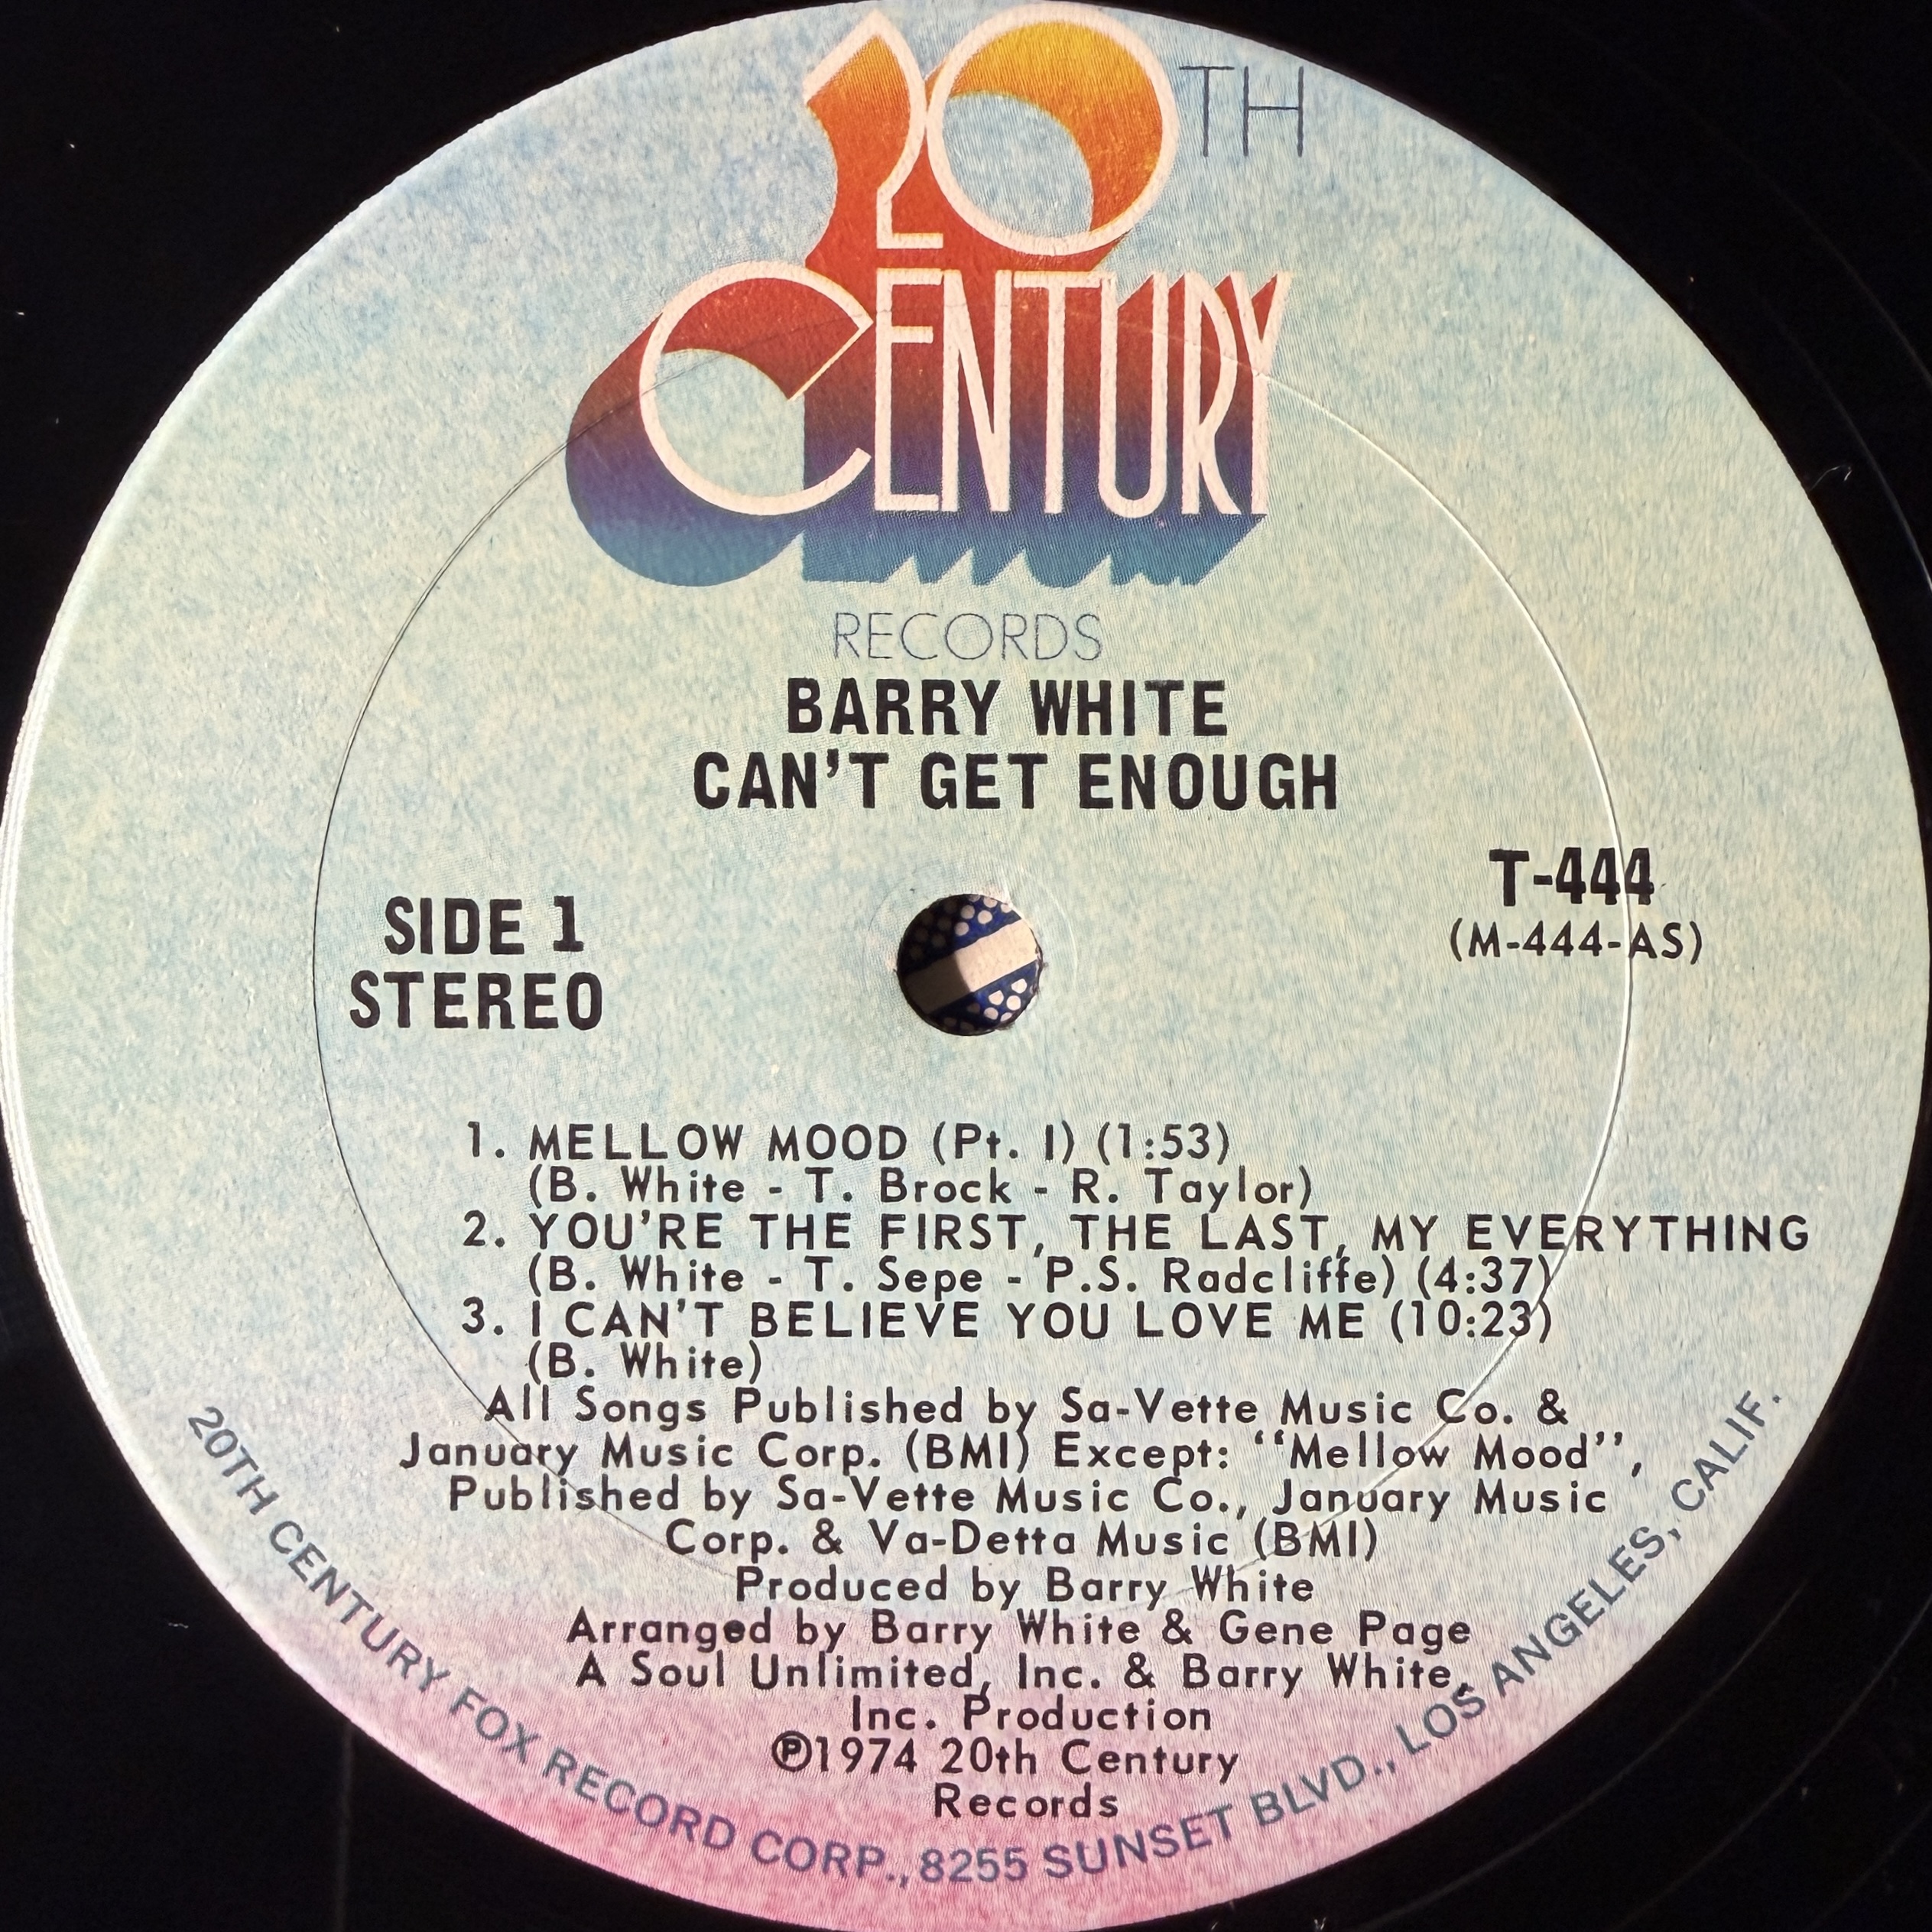 20TH
CENTURY
RECORDS
BARRY WHITE
CAN'T GET ENOUGH
T-444
(M-444-AS)
SIDE 1
STEREO
1. MELLOW MOOD (Pt. I) (1:53)
(B. White - T. Brock - R. Taylor)
2. YOU'RE THE FIRST, THE LAST, MY EVERYTHING
(B. White - T. Sepe - P.S. Radcliffe) (4:37)
3. I CAN'T BELIEVE YOU LOVE ME (10:23)
(B. White)
All Songs Published by Sa-Vette Music Co. &
January Music Corp. (BMI) Except: ‘‘Mellow Mood’’,
Published by Sa-Vette Music Co., January Music
Corp. & Va-Detta Music (BMI)
Produced by Barry White
Arranged by Barry White & Gene Page
A Soul Unlimited, Inc. & Barry White,
Inc. Production
℗1974 20th Century
Records
20TH CENTURY FOX RECORD CORP., 8255 SUNSET BLVD., LOS ANGELES, CALIF.